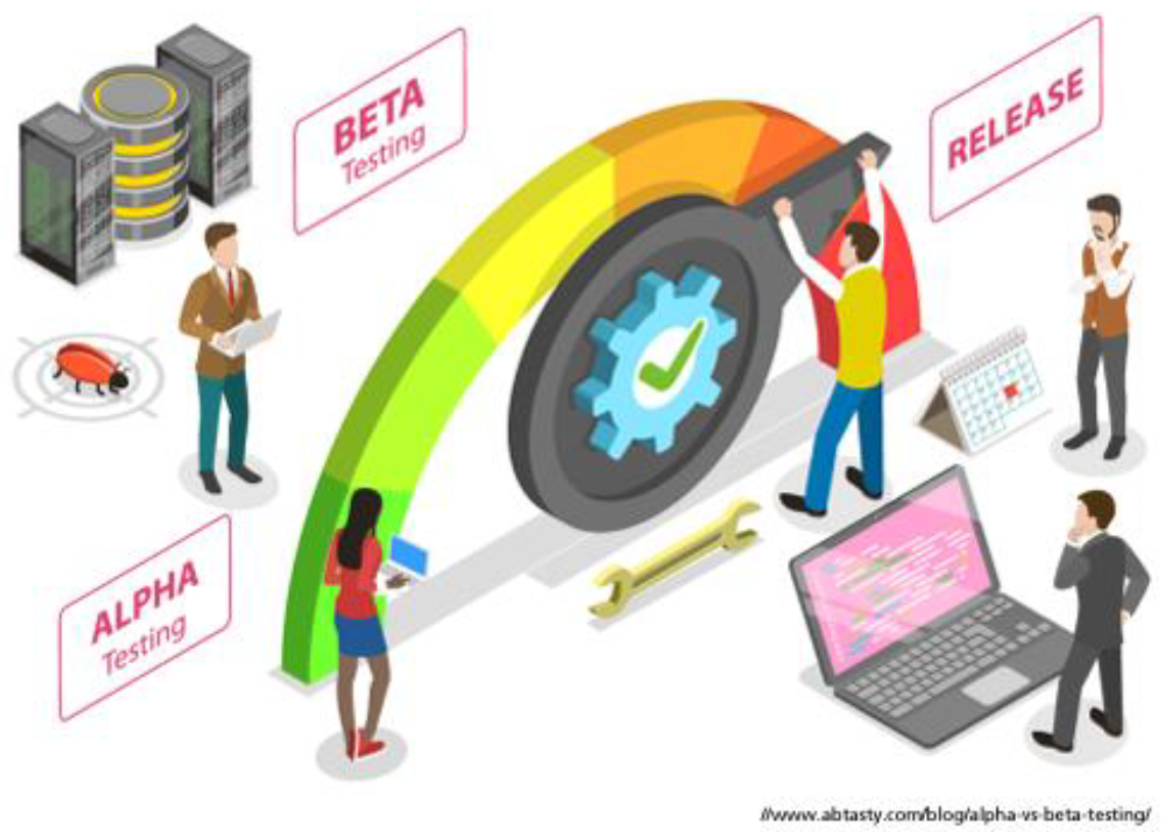 BETA
Testing
RELEASE
ALPHA
Testing
//www.abtasty.com/blog/alpha-vs-beta-testing/